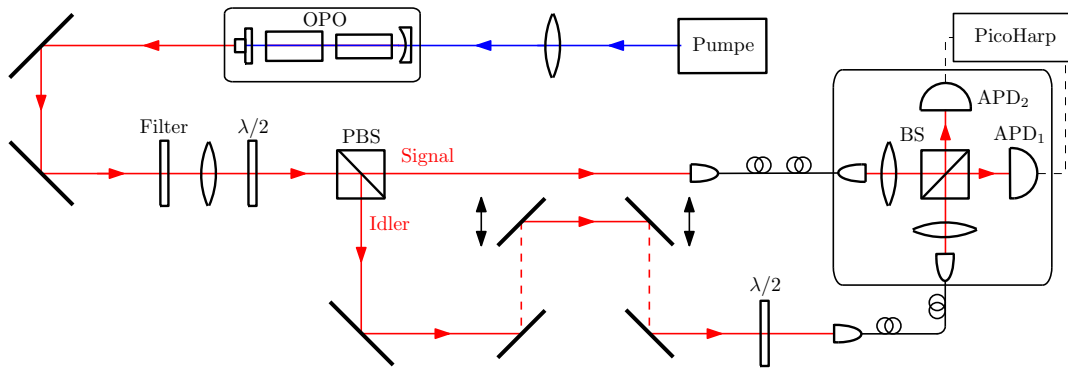 OPO
Pumpe
PicoHarp
APD₂
Filter
λ/2
PBS
Signal
BS
APD₁
Idler
λ/2